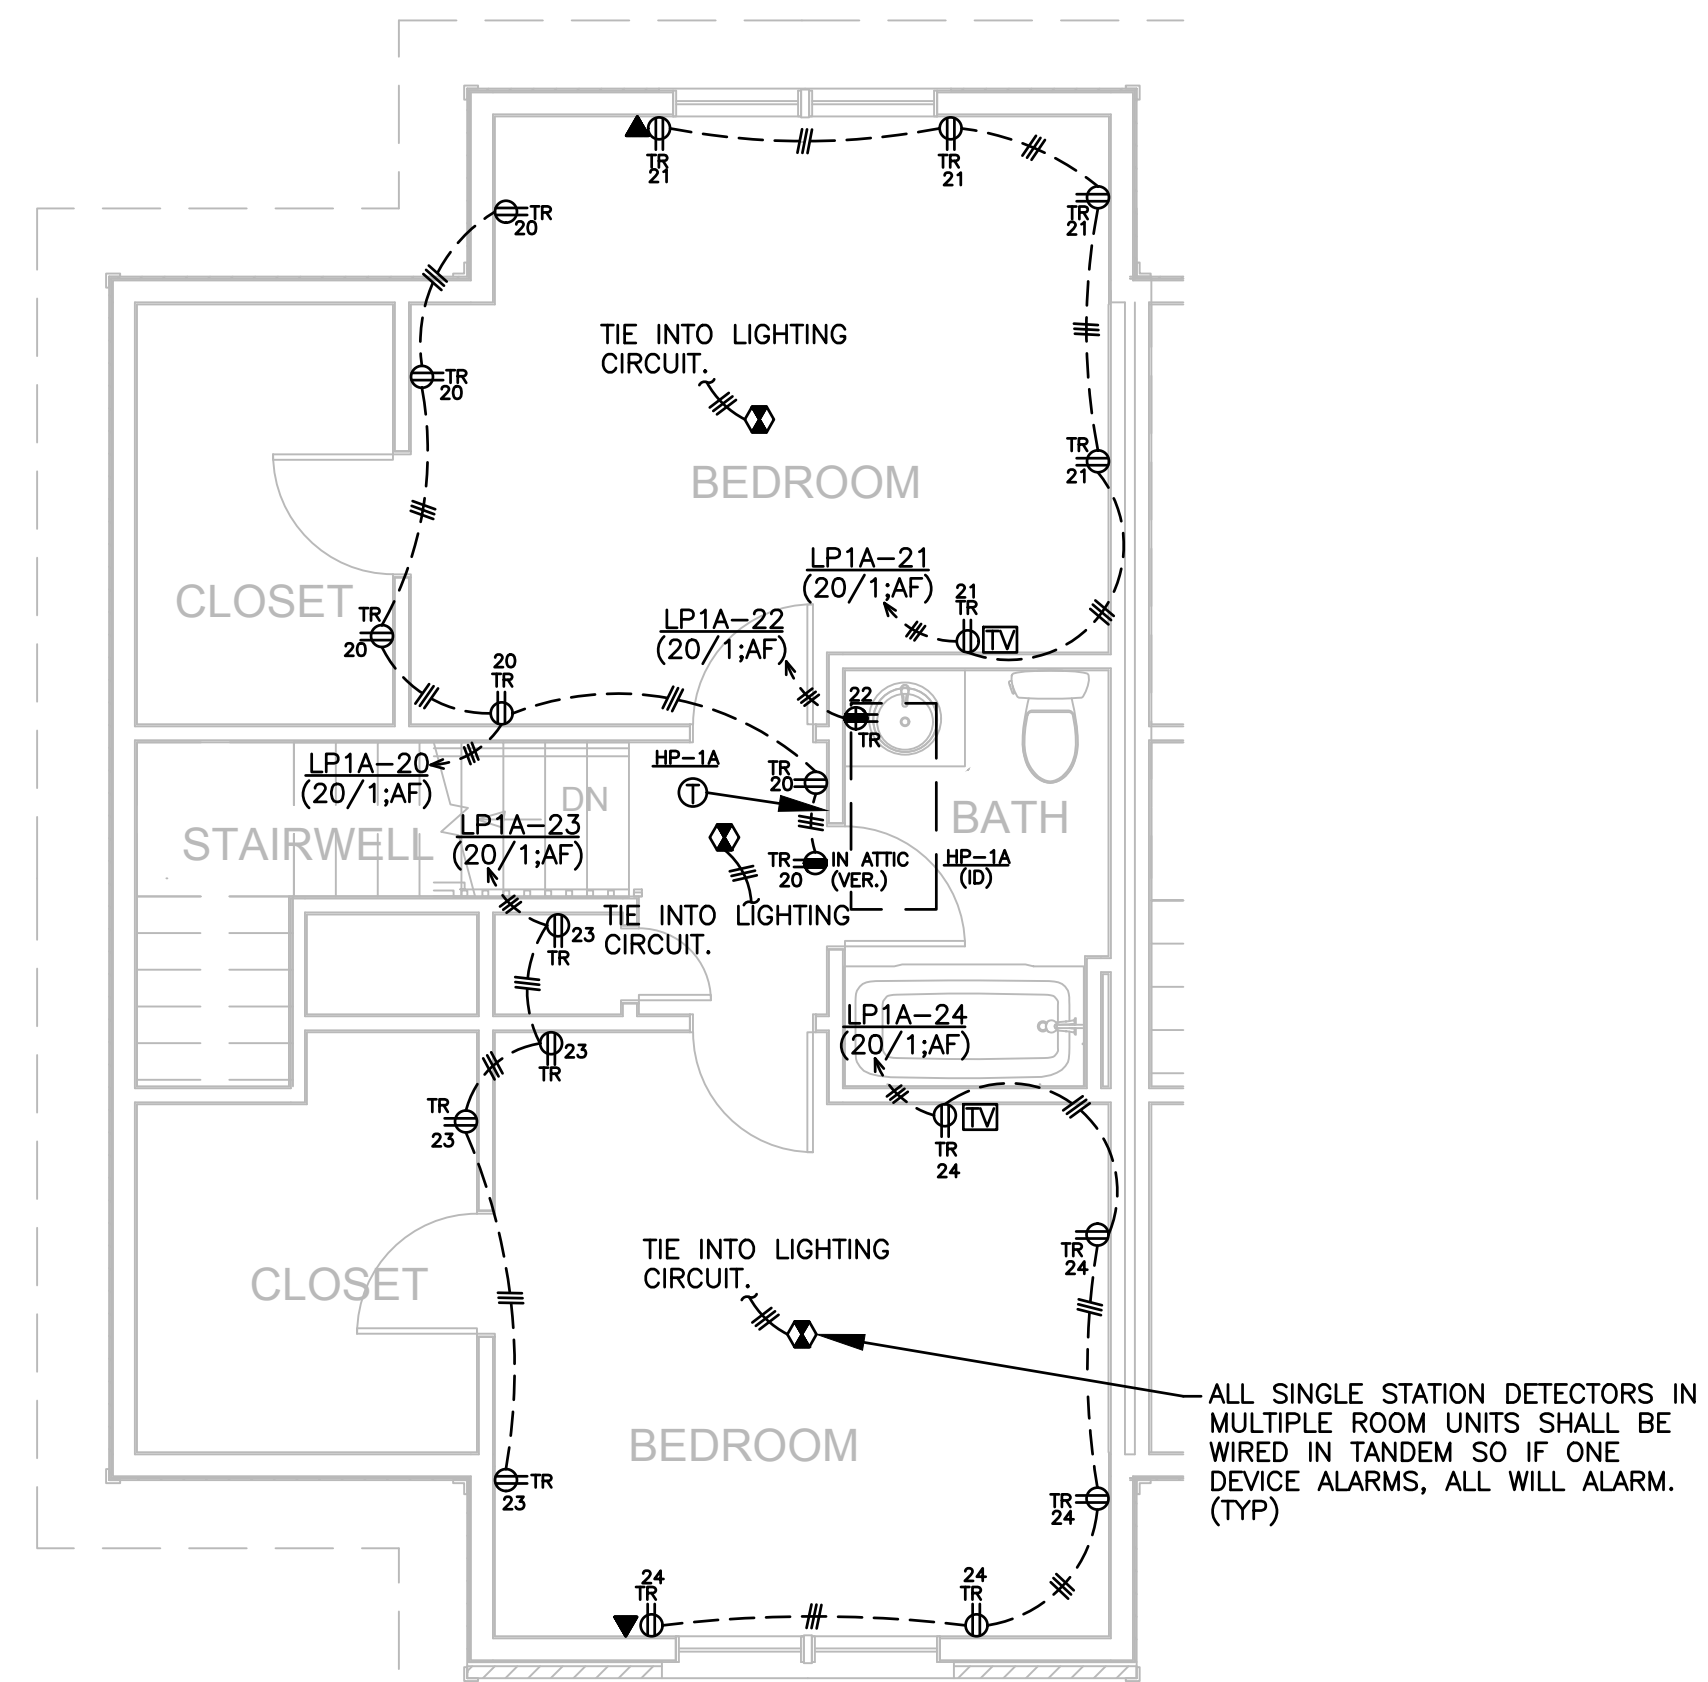 TR
21
TR
21
TR
20
TR
21
TIE INTO LIGHTING
CIRCUIT.
TR
20
TR
21
BEDROOM
LP1A-21
(20/1;AF)
21
TR
TV
CLOSET
LP1A-22
(20/1;AF)
TR
20
20
TR
22
TR
LP1A-20
(20/1;AF)
HP-1A
T
TR
20
DN
BATH
STAIRWELL
LP1A-23
(20/1;AF)
TR
20
IN ATTIC
(VER.)
HP-1A
(ID)
TIE INTO LIGHTING
CIRCUIT.
23
TR
LP1A-24
(20/1;AF)
23
TR
TR
23
TV
TR
24
TR
24
CLOSET
TIE INTO LIGHTING
CIRCUIT.
ALL SINGLE STATION DETECTORS IN
MULTIPLE ROOM UNITS SHALL BE
WIRED IN TANDEM SO IF ONE
DEVICE ALARMS, ALL WILL ALARM.
(TYP)
BEDROOM
TR
23
TR
24
24
TR
24
TR